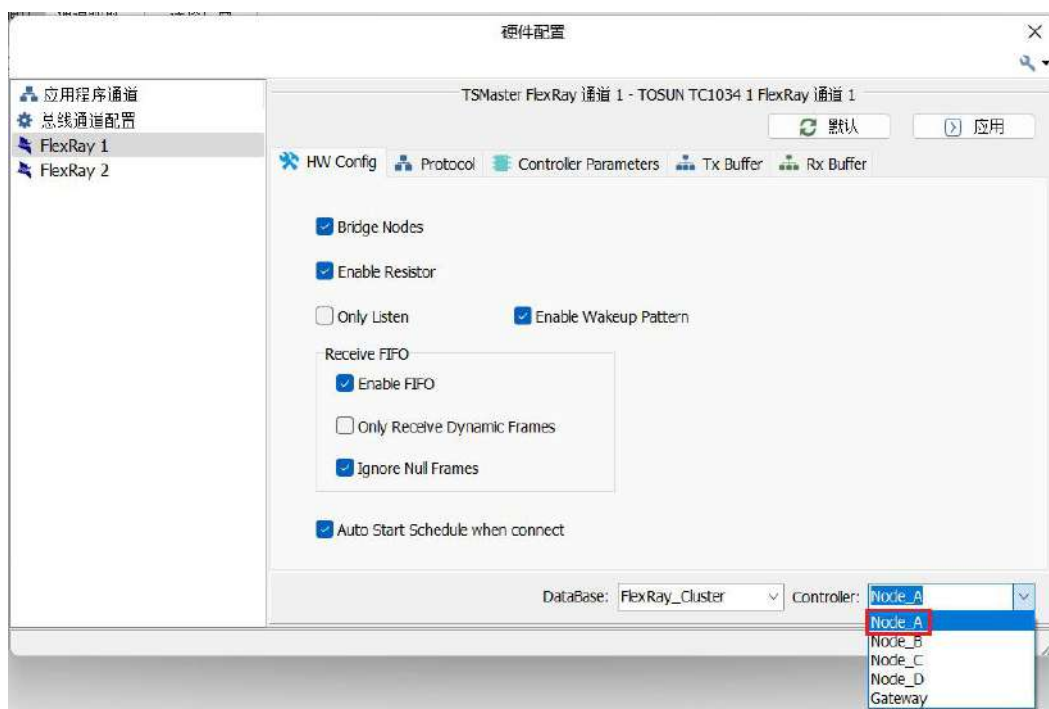 硬件配置
应用程序通道
总线通道配置
FlexRay 1
FlexRay 2
TSMaster FlexRay 通道 1 - TOSUN TC1034 1 FlexRay 通道 1
默认
应用
HW Config Protocol Controller Parameters Tx Buffer Rx Buffer
Bridge Nodes
Enable Resistor
Only Listen Enable Wakeup Pattern
Receive FIFO
Enable FIFO
Only Receive Dynamic Frames
Ignore Null Frames
Auto Start Schedule when connect
DataBase: FlexRay_Cluster Controller: Node_A
Node_A
Node_B
Node_C
Node_D
Gateway